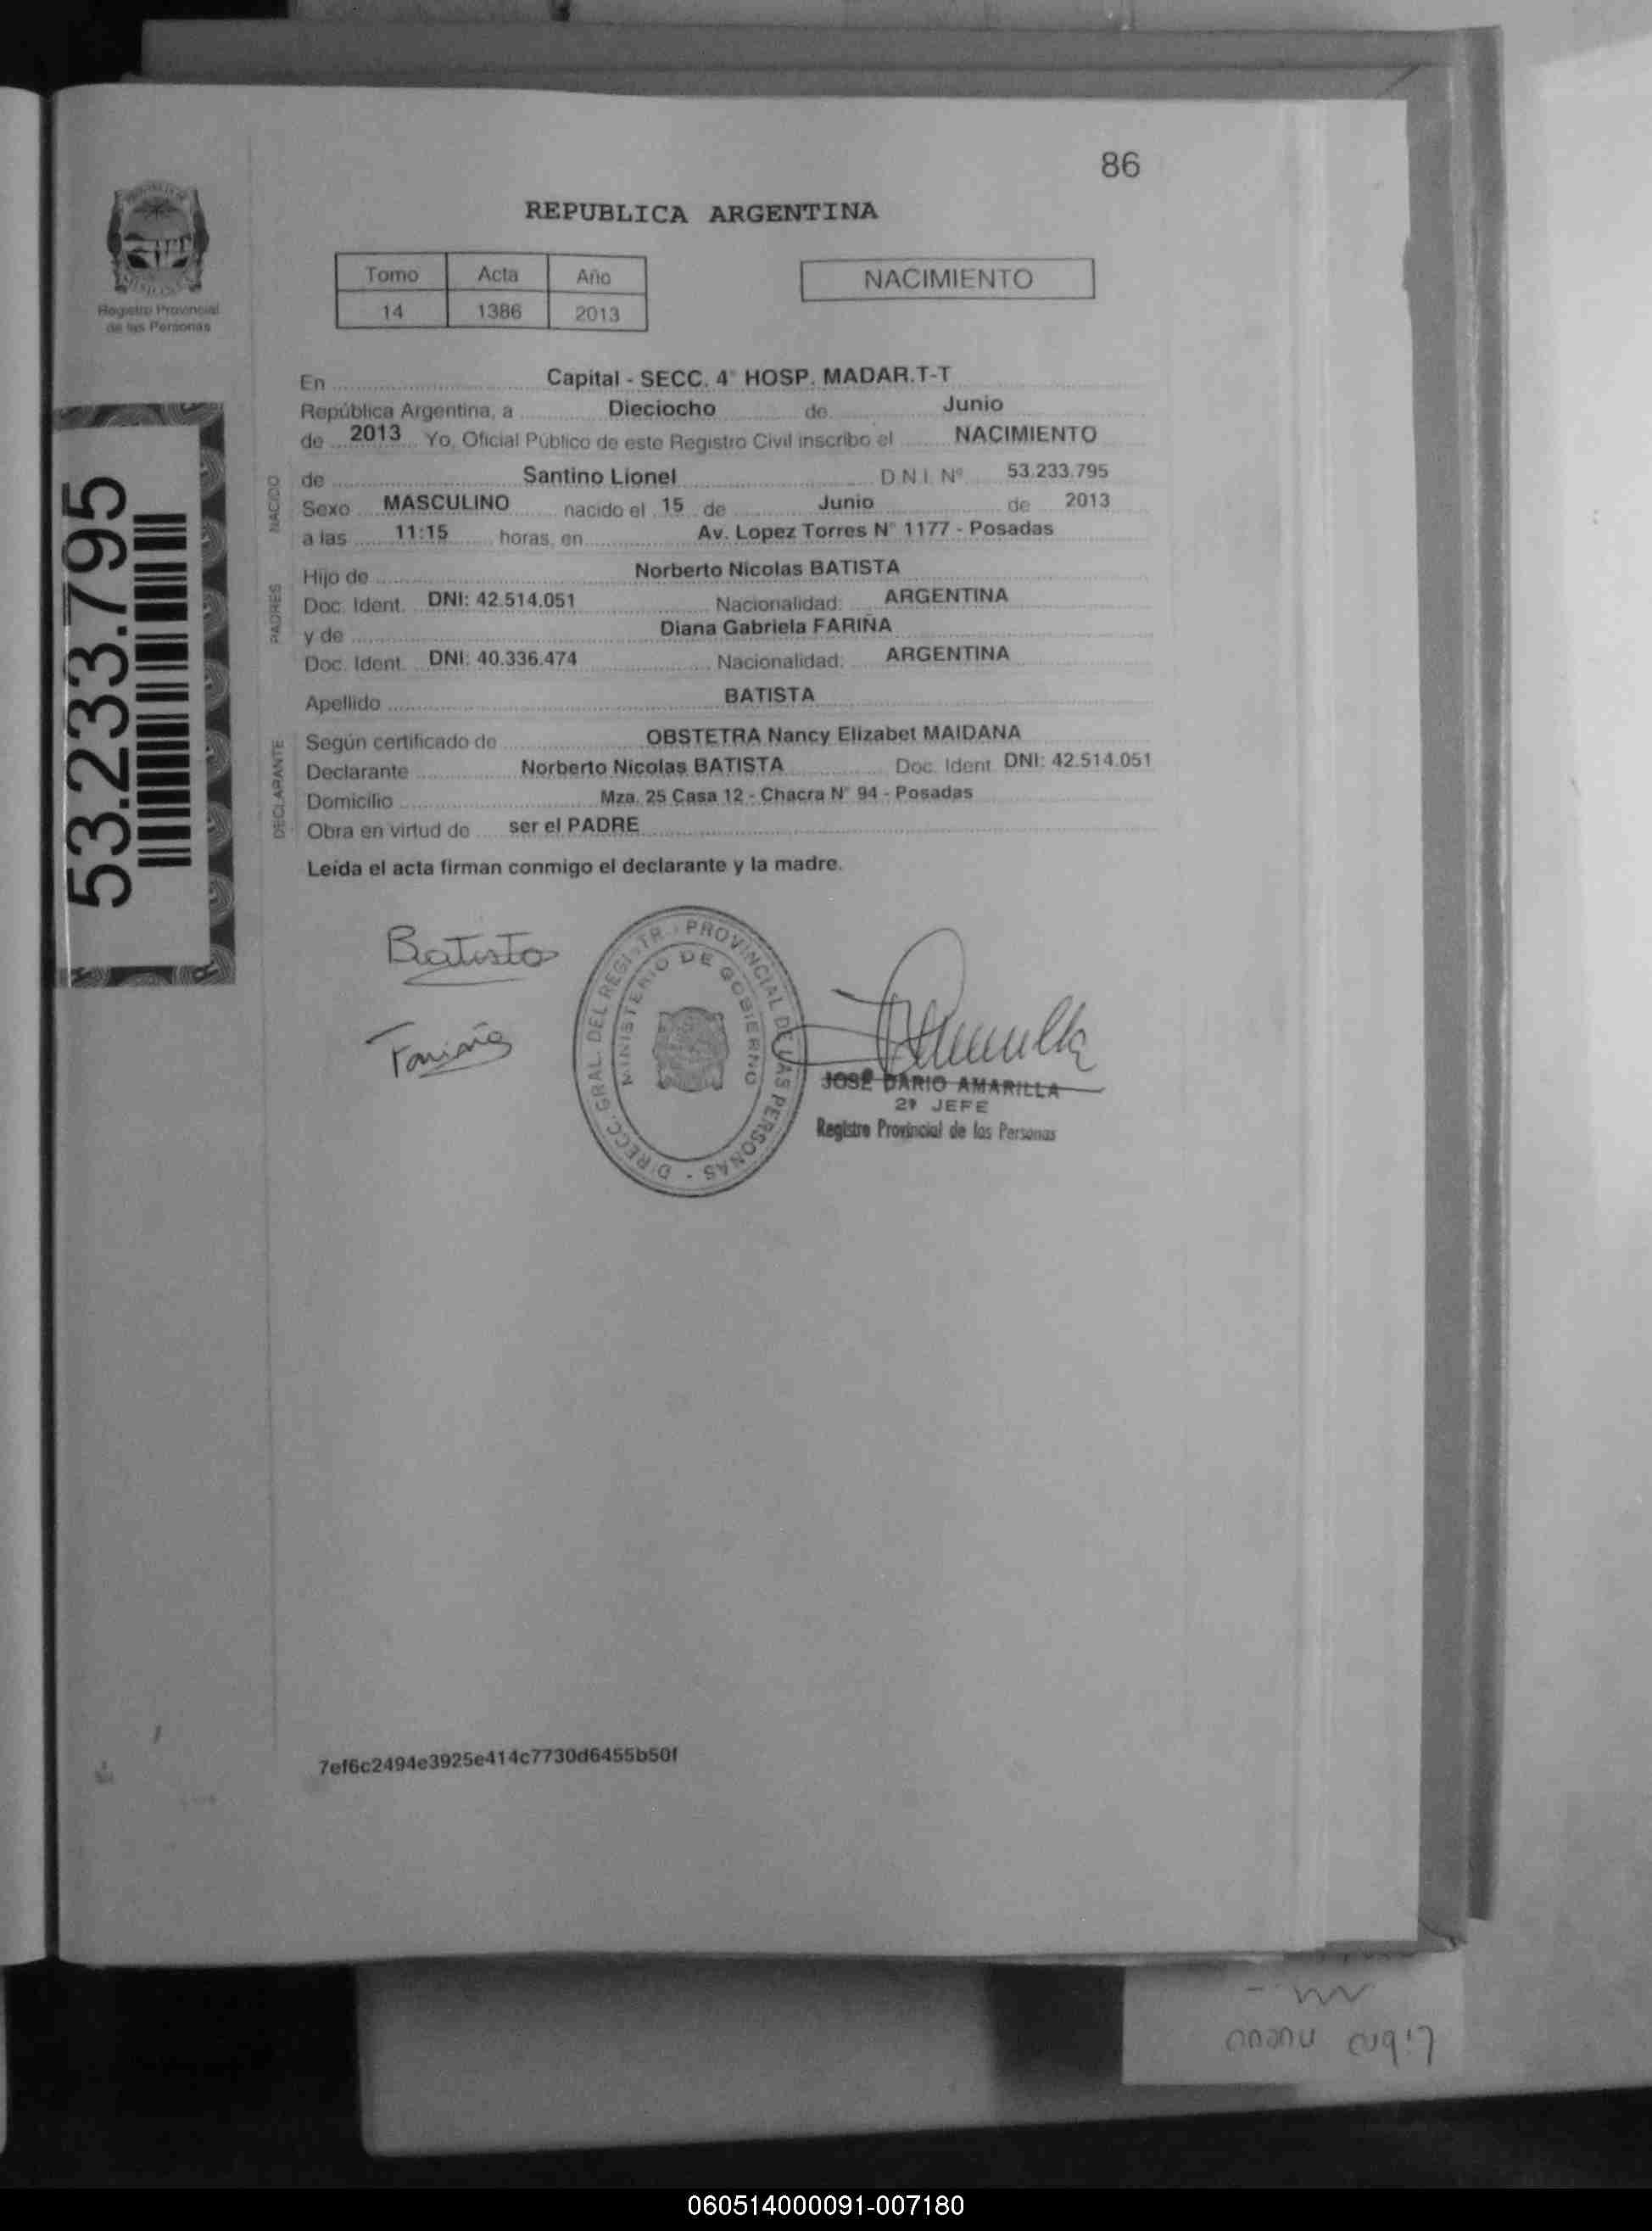 86
REPUBLICA ARGENTINA
Registro Provincial
de las Personas
Tomo Acta Año
14 1386 2013
NACIMIENTO
53.233.795
En Capital - SECC. 4° HOSP. MADAR.T-T
República Argentina, a Dieciocho de Junio
de 2013 Yo, Oficial Público de este Registro Civil inscribo el NACIMIENTO
NACIDO
de Santino Lionel D.N.I. Nº 53.233.795
Sexo MASCULINO nacido el 15 de Junio de 2013
a las 11:15 horas, en Av. Lopez Torres N° 1177 - Posadas
PADRES
Hijo de Norberto Nicolas BATISTA
Doc. Ident. DNI: 42.514.051 Nacionalidad: ARGENTINA
y de Diana Gabriela FARIÑA
Doc. Ident. DNI: 40.336.474 Nacionalidad: ARGENTINA
Apellido BATISTA
DECLARANTE
Según certificado de OBSTETRA Nancy Elizabet MAIDANA
Declarante Norberto Nicolas BATISTA Doc. Ident. DNI: 42.514.051
Domicilio Mza. 25 Casa 12 - Chacra N° 94 - Posadas
Obra en virtud de ser el PADRE
Leída el acta firman conmigo el declarante y la madre.
Batista
Fariña
DIRECC. GRAL. DEL REGISTR. PROVINCIAL DE LAS PERSONAS -
MINISTERIO DE GOBIERNO
JOSE DARIO AMARILLA
2º JEFE
Registro Provincial de las Personas
7ef6c2494e3925e414c7730d6455b50f
060514000091-007180